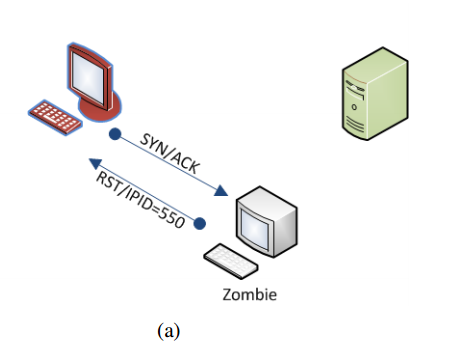 SYN/ACK
RST/IPID=550
Zombie
(a)